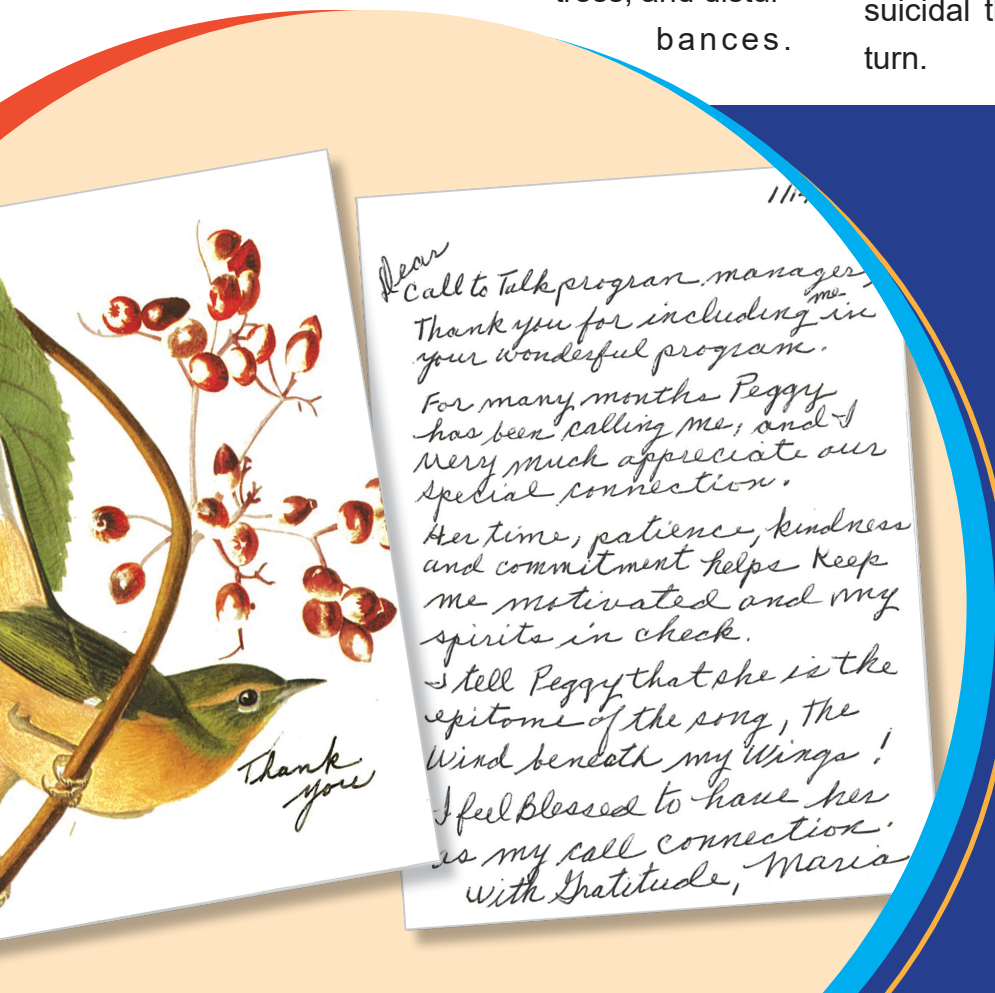 bances.
suicidal
turn.
Thank
you
Dear
Call to Talk program manager,
Thank you for including me in
your wonderful program.
For many months Peggy
has been calling me, and I
very much appreciate our
special connection.
Her time, patience, kindness
and commitment helps Keep
me motivated and my
spirits in check.
I tell Peggy that she is the
epitome of the song, The
Wind beneath my Wings!
I feel Blessed to have her
as my call connection.
With Gratitude, Maria